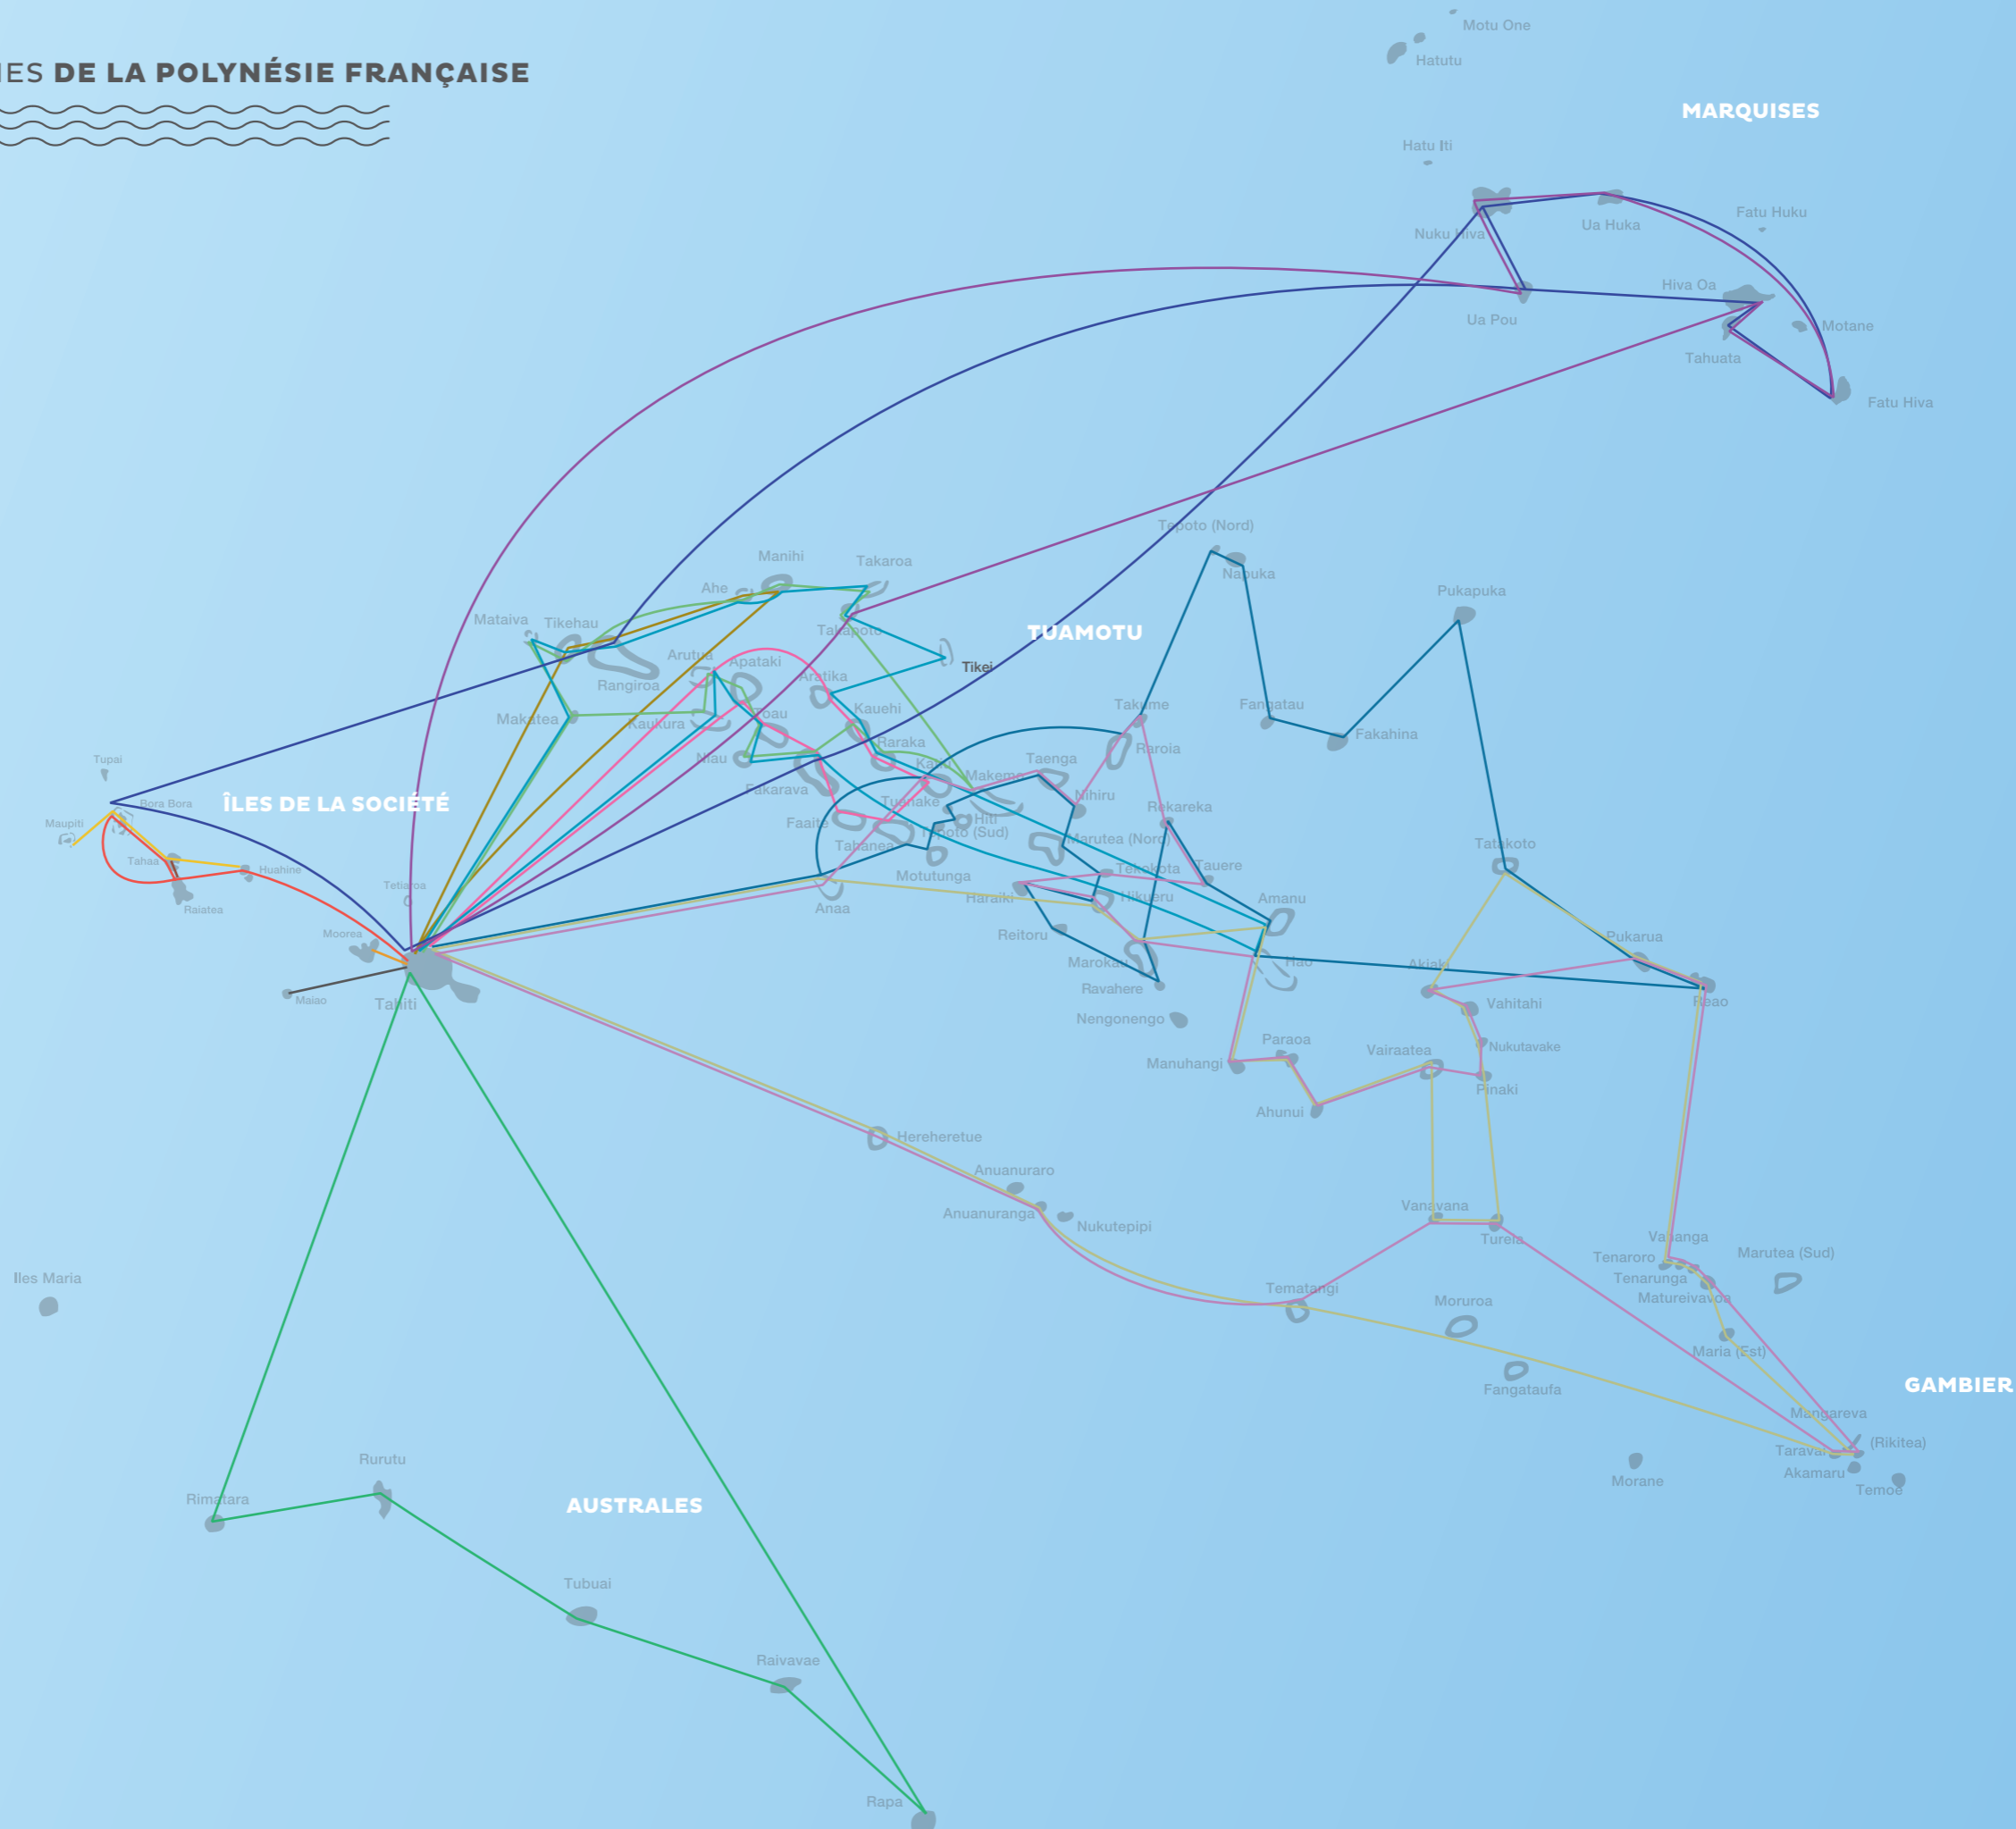 IES DE LA POLYNÉSIE FRANÇAISE
Motu One
Hatutu
MARQUISES
Hatu Iti
Nuku Hiva
Ua Huka
Fatu Huku
Hiva Oa
Ua Pou
Motane
Tahuata
Fatu Hiva
Tepoto (Nord)
Napuka
Manihi
Takaroa
Ahe
Pukapuka
Mataiva
Tikehau
Takapoto
TUAMOTU
Arutua
Apataki
Tikei
Rangiroa
Aratika
Makatea
Kaukura
Toau
Kauehi
Takume
Fangatau
Fakahina
Raraka
Raroia
Niau
Katiu
Taenga
Makemo
Tupai
Fakarava
Tuanake
Nihiru
Rekareka
Bora Bora
ÎLES DE LA SOCIÉTÉ
Maupiti
Faaite
Hiti
Tepoto (Sud)
Marutea (Nord)
Tahanea
Tatakoto
Tahaa
Huahine
Motutunga
Tekokota
Tauere
Tetiaroa
Raiatea
Anaa
Haraiki
Hikueru
Amanu
Moorea
Reitoru
Pukarua
Marokau
Hao
Akiaki
Maiao
Tahiti
Ravahere
Reao
Vahitahi
Nengonengo
Paraoa
Vairaatea
Nukutavake
Manuhangi
Pinaki
Ahunui
Hereheretue
Anuanuraro
Anuanuranga
Nukutepipi
Vanavana
Tureia
Vahanga
Tenaroro
Marutea (Sud)
Iles Maria
Tenarunga
Tematangi
Matureivavoa
Moruroa
Maria (Est)
Fangataufa
GAMBIER
Mangareva
(Rikitea)
Taravai
Akamaru
Morane
Temoe
Rurutu
Rimatara
AUSTRALES
Tubuai
Raivavae
Rapa